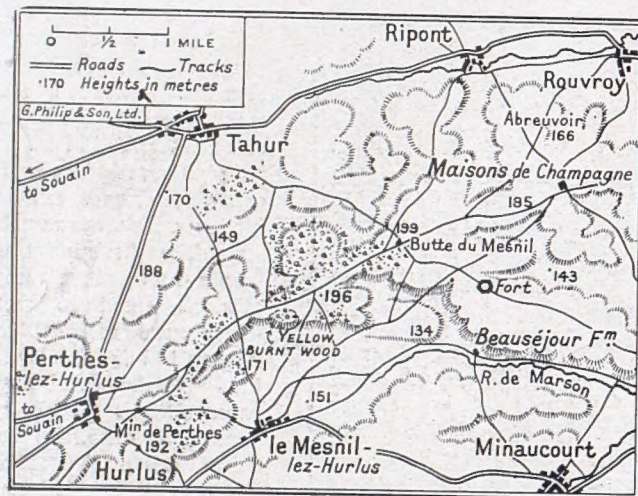 0 ½ 1 MILE
Roads Tracks
·170 Heights in metres
G. Philip & Son, Ltd.
Ripont
Rouvroy
Abreuvoir
166
Tahur
to Souain
Maisons de Champagne
·170
149
195
199
Butte du Mesnil
·188
·143
Fort
·196
134
YELLOW
BURNT WOOD
Beauséjour Fm.
Perthes-
lez-Hurlus
·171
R. de Marson
·151
to
Souain
Min de Perthes
192
le Mesnil-
lez-Hurlus
Minaucourt
Hurlus